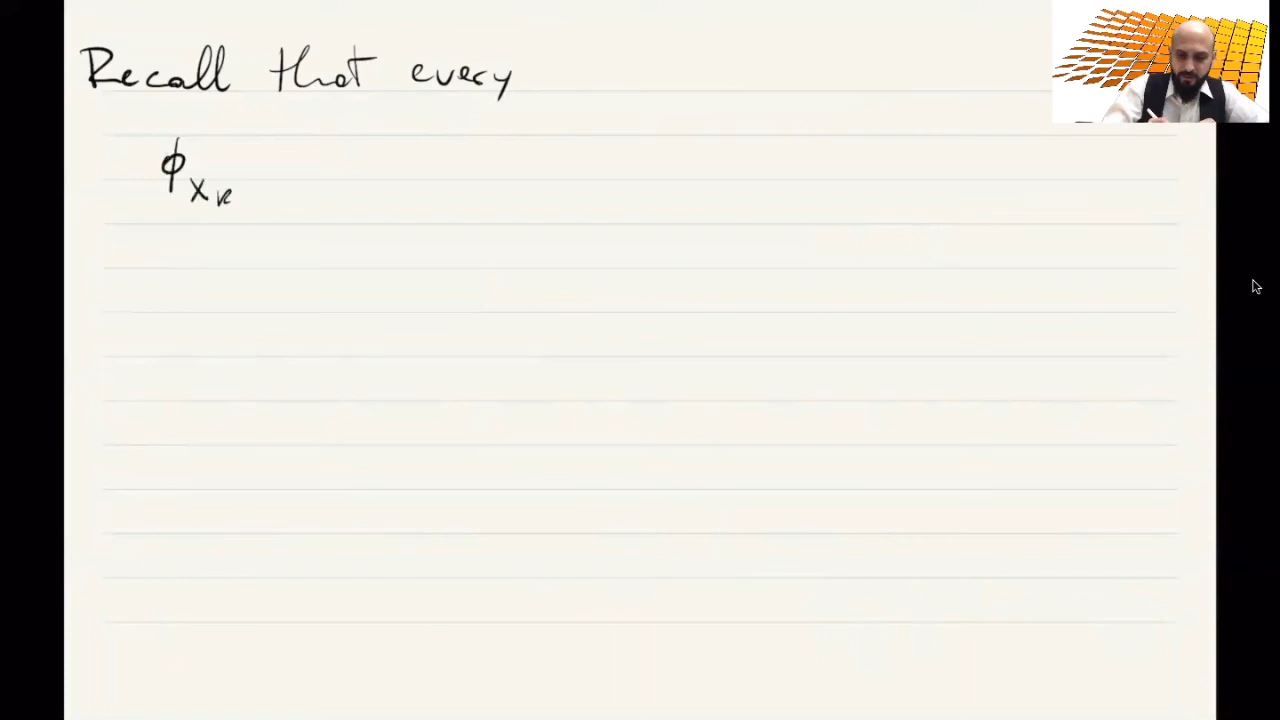 Recall that every
ϕ_{X_k}